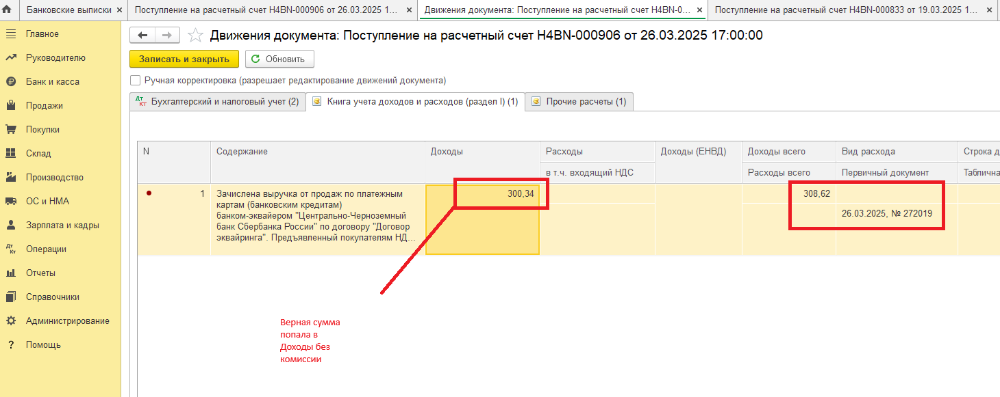 Банковские выписки ×
Поступление на расчетный счет Н4BN-000906 от 26.03.2025 1... ×
Движения документа: Поступление на расчетный счет Н4BN-0... ×
Поступление на расчетный счет Н4BN-000833 от 19.03.2025 1... ×
Главное
Руководителю
Банк и касса
Продажи
Покупки
Склад
Производство
ОС и НМА
Зарплата и кадры
Дт Кт Операции
Отчеты
Справочники
Администрирование
? Помощь
Движения документа: Поступление на расчетный счет Н4BN-000906 от 26.03.2025 17:00:00
Записать и закрыть
Обновить
Ручная корректировка (разрешает редактирование движений документа)
Дт Кт Бухгалтерский и налоговый учет (2)
Книга учета доходов и расходов (раздел I) (1)
Прочие расчеты (1)
N
Содержание
Доходы
Расходы
Доходы (ЕНВД)
Доходы всего
Вид расхода
Строка д
в т.ч. входящий НДС
Расходы всего
Первичный документ
Таблична
1
Зачислена выручка от продаж по платежным
картам (банковским кредитам)
банком-эквайером "Центрально-Черноземный
банк Сбербанка России" по договору "Договор
эквайринга". Предъявленный покупателям НД...
300,34
308,62
26.03.2025, № 272019
Верная сумма
попала в
Доходы без
комиссии